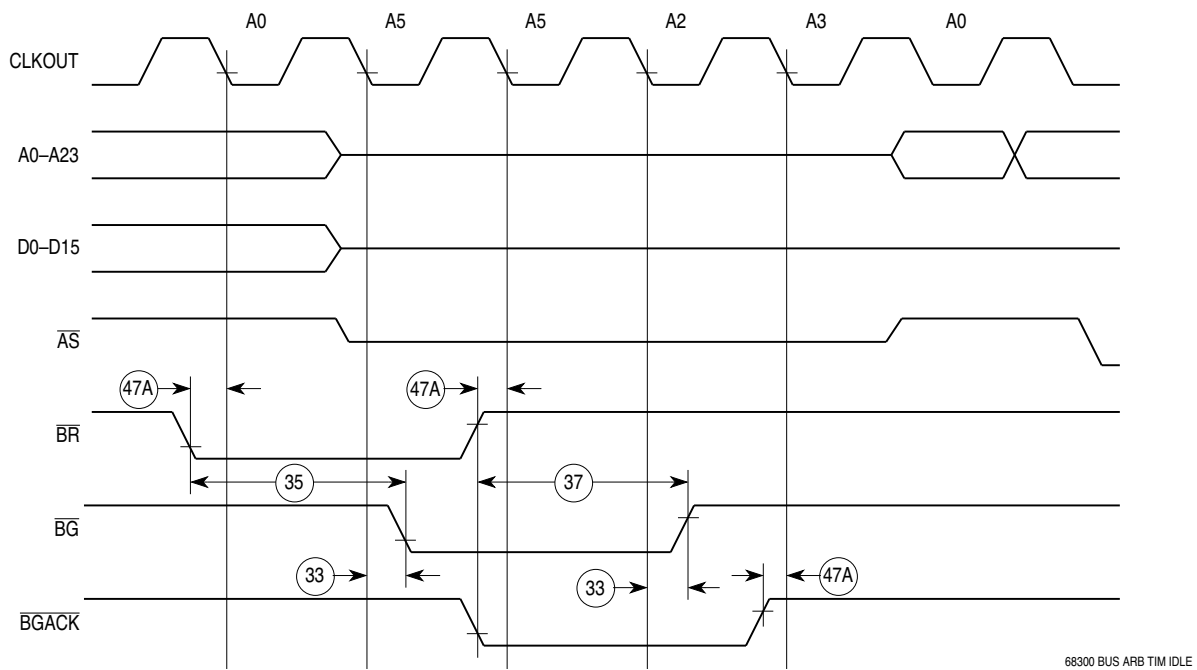 A0 A5 A5 A2 A3 A0
CLKOUT
A0–A23
D0–D15
AS
47A 47A
BR
35 37
BG
33 33 47A
BGACK
68300 BUS ARB TIM IDLE